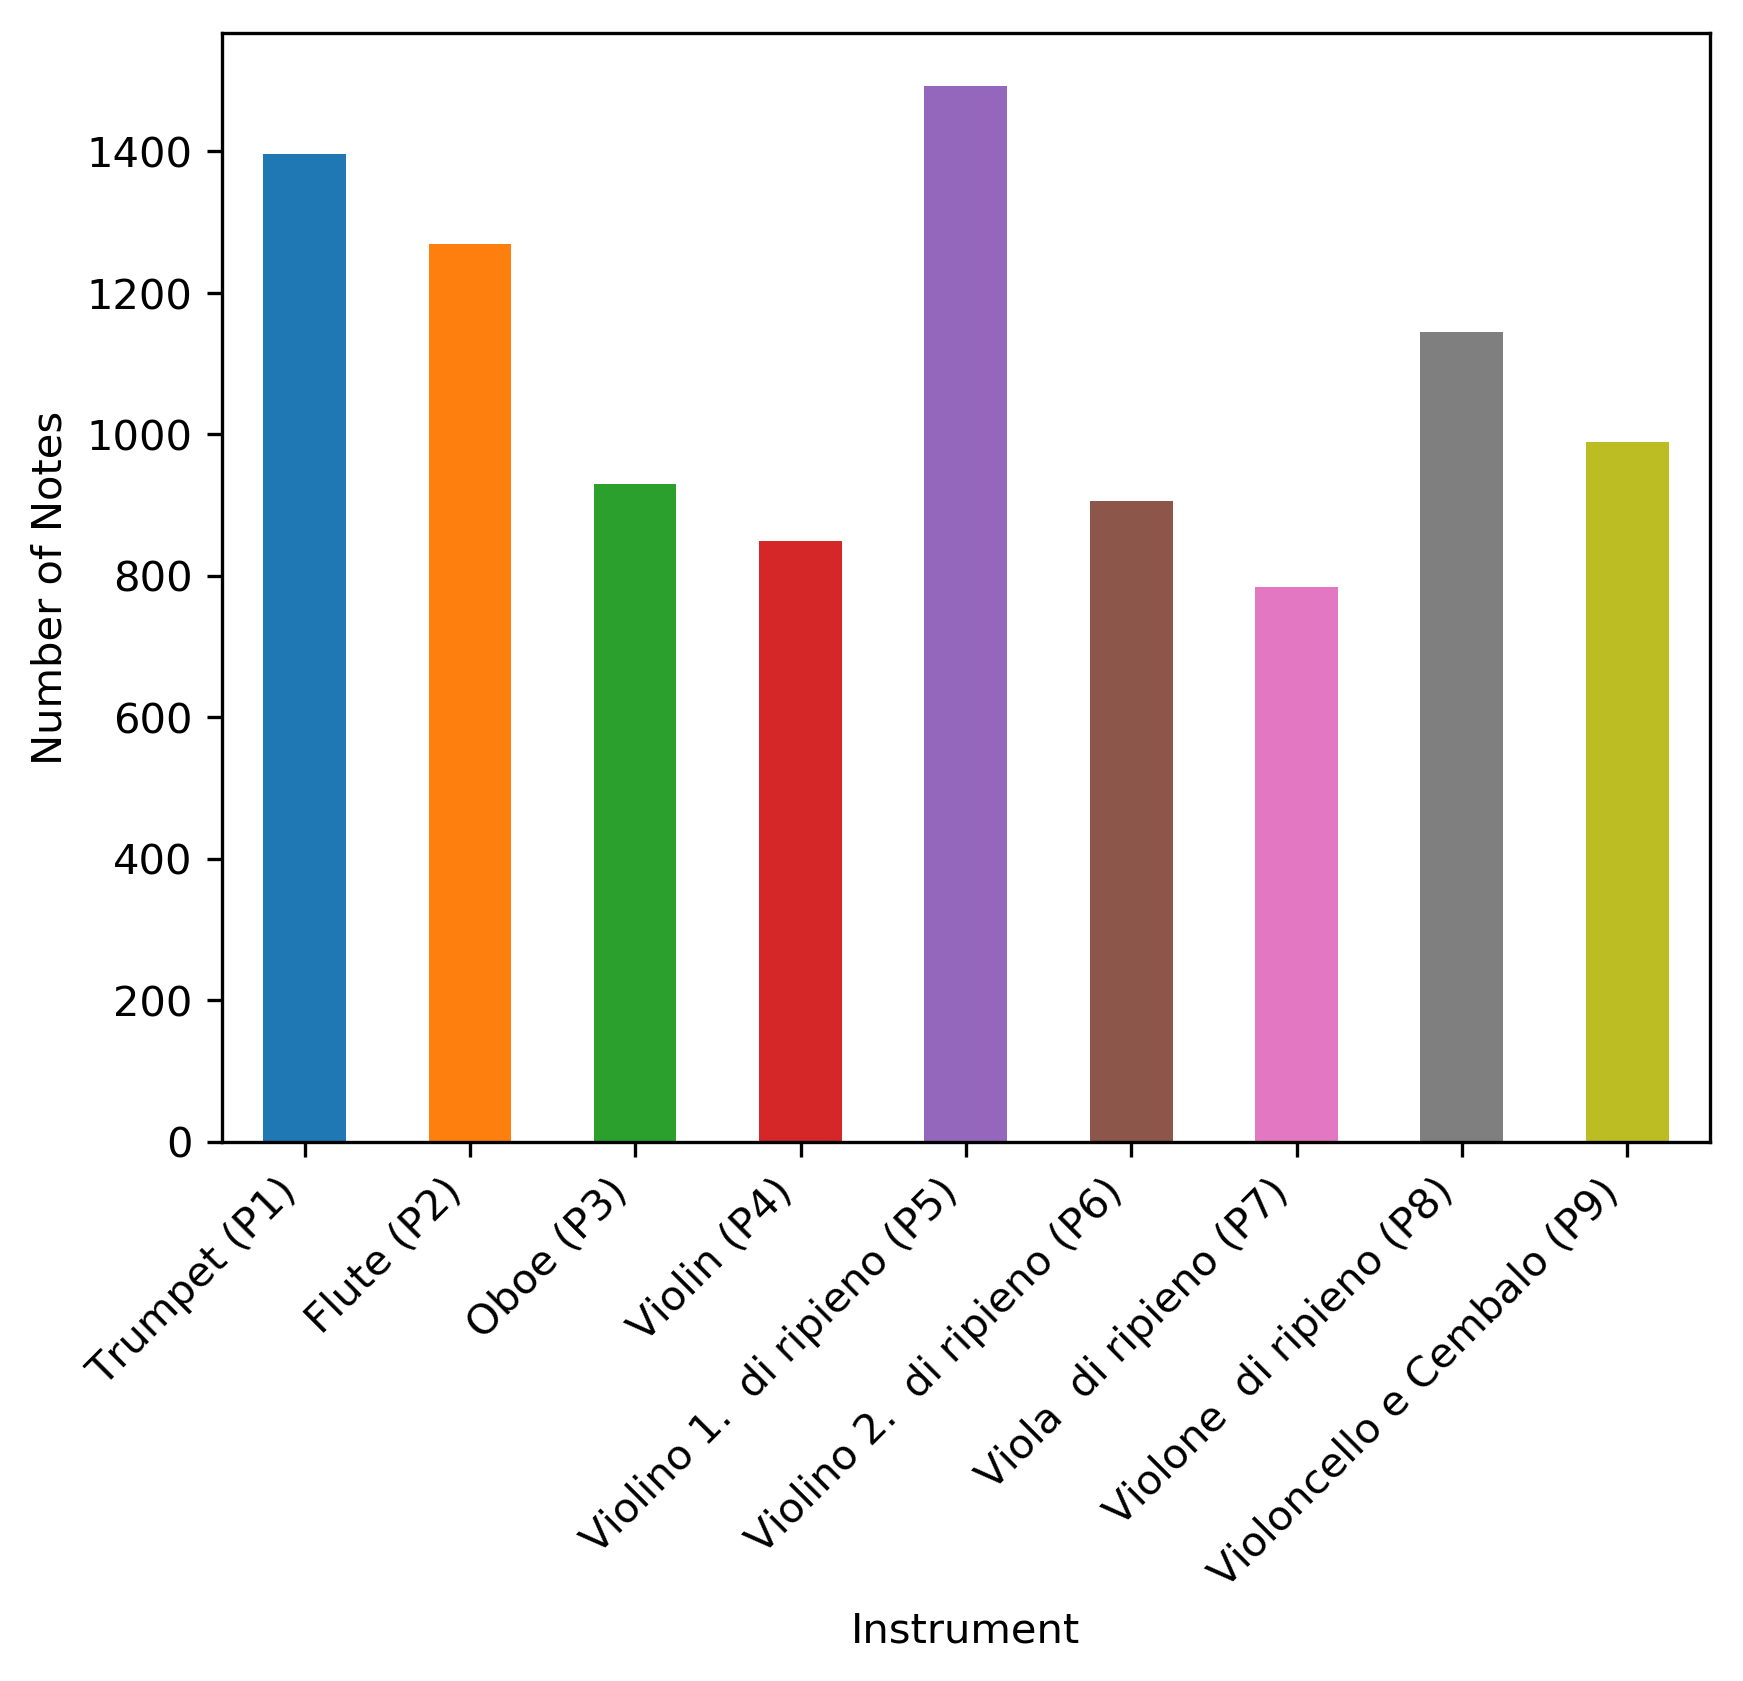 Number of Notes
1400
1200
1000
800
600
400
200
0
Trumpet (P1)
Flute (P2)
Oboe (P3)
Violin (P4)
Violino 1.  di ripieno (P5)
Violino 2.  di ripieno (P6)
Viola  di ripieno (P7)
Violone  di ripieno (P8)
Violoncello e Cembalo (P9)
Instrument